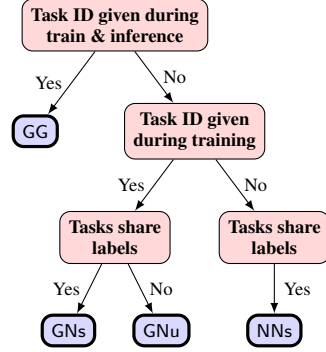 Task ID given during
train & inference
Yes
No
GG
Task ID given
during training
Yes
No
Tasks share
labels
Tasks share
labels
Yes
No
Yes
GNs
GNu
NNs